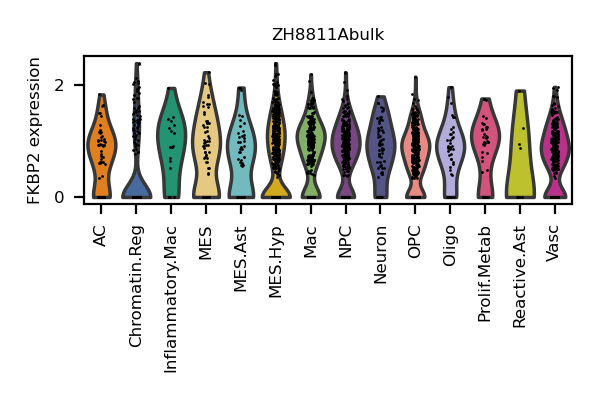 ZH8811Abulk
FKBP2 expression
2
0
AC
Chromatin.Reg
Inflammatory.Mac
MES
MES.Ast
MES.Hyp
Mac
NPC
Neuron
OPC
Oligo
Prolif.Metab
Reactive.Ast
Vasc